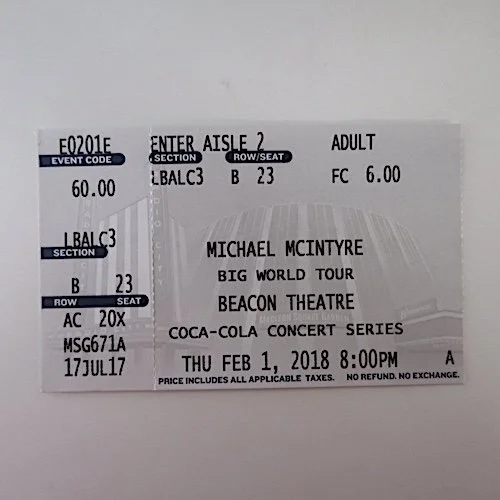 E0201E
EVENT CODE
60.00
LBALC3
SECTION
B 23
ROW SEAT
AC 20X
MSG671A
17JUL17
ENTER AISLE 2 ADULT
SECTION ROW/SEAT
LBALC3 B 23 FC 6.00
MICHAEL MCINTYRE
BIG WORLD TOUR
BEACON THEATRE
COCA-COLA CONCERT SERIES
THU FEB 1, 2018 8:00PM A
PRICE INCLUDES ALL APPLICABLE TAXES. NO REFUND. NO EXCHANGE.